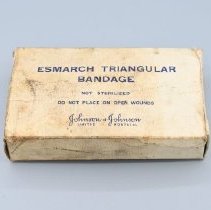 ESMARCH TRIANGULAR
BANDAGE
NOT STERILIZED
DO NOT PLACE ON OPEN WOUNDS
Johnson & Johnson
LIMITED MONTREAL